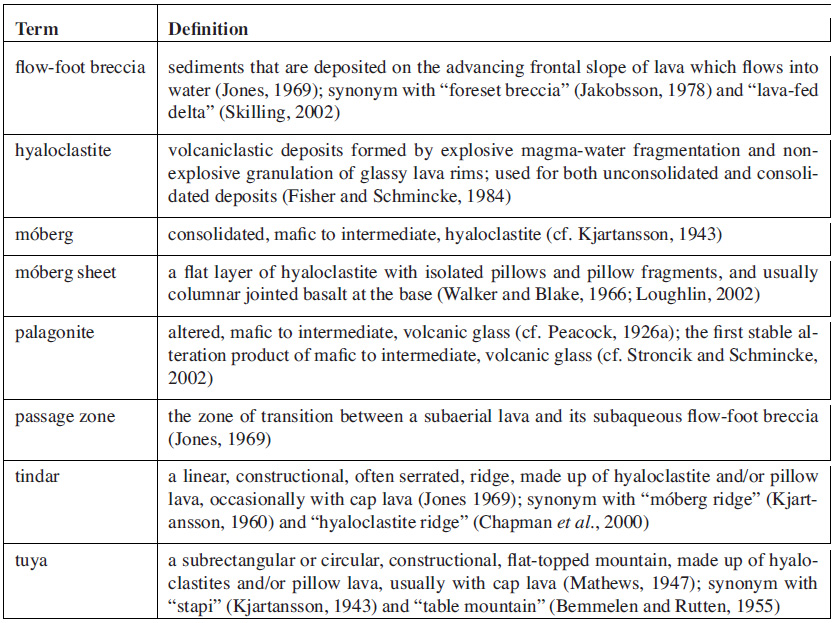 Term Definition
flow-foot breccia sediments that are deposited on the advancing frontal slope of lava which flows into
water (Jones, 1969); synonym with “foreset breccia” (Jakobsson, 1978) and “lava-fed
delta” (Skilling, 2002)
hyaloclastite volcaniclastic deposits formed by explosive magma-water fragmentation and non-
explosive granulation of glassy lava rims; used for both unconsolidated and consoli-
dated deposits (Fisher and Schmincke, 1984)
móberg consolidated, mafic to intermediate, hyaloclastite (cf. Kjartansson, 1943)
móberg sheet a flat layer of hyaloclastite with isolated pillows and pillow fragments, and usually
columnar jointed basalt at the base (Walker and Blake, 1966; Loughlin, 2002)
palagonite altered, mafic to intermediate, volcanic glass (cf. Peacock, 1926a); the first stable al-
teration product of mafic to intermediate, volcanic glass (cf. Stroncik and Schmincke,
2002)
passage zone the zone of transition between a subaerial lava and its subaqueous flow-foot breccia
(Jones, 1969)
tindar a linear, constructional, often serrated, ridge, made up of hyaloclastite and/or pillow
lava, occasionally with cap lava (Jones 1969); synonym with “móberg ridge” (Kjart-
ansson, 1960) and “hyaloclastite ridge” (Chapman et al., 2000)
tuya a subrectangular or circular, constructional, flat-topped mountain, made up of hyalo-
clastites and/or pillow lava, usually with cap lava (Mathews, 1947); synonym with
“stapi” (Kjartansson, 1943) and “table mountain” (Bemmelen and Rutten, 1955)